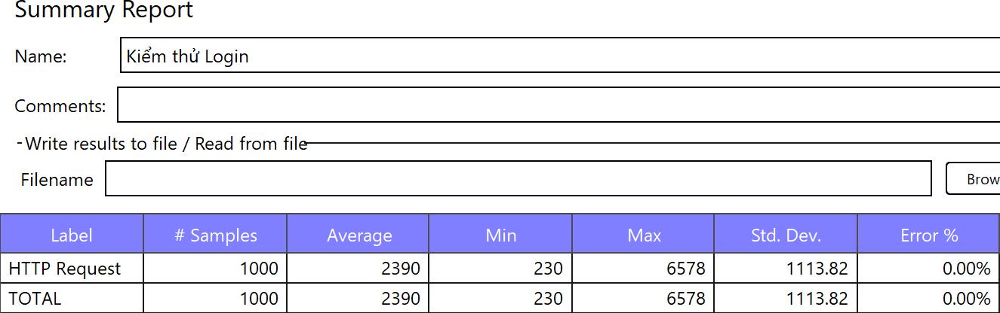 Summary Report
Name: Kiểm thử Login
Comments:
Write results to file / Read from file
Filename Brow
Label # Samples Average Min Max Std. Dev. Error %
HTTP Request 1000 2390 230 6578 1113.82 0.00%
TOTAL 1000 2390 230 6578 1113.82 0.00%